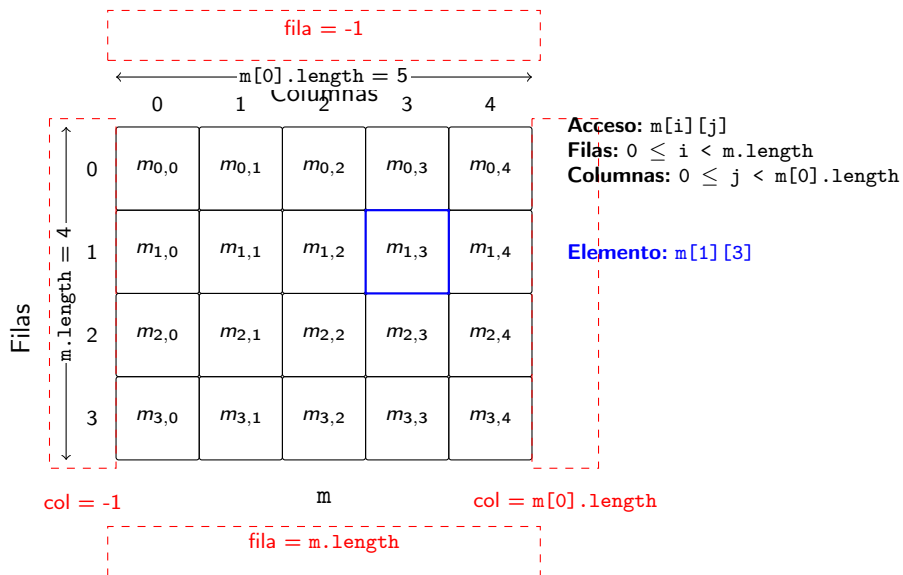 fila = -1
m[0].length = 5
Columnas
0 1 2 3 4
Acceso: m[i][j]
Filas: 0 ≤ i < m.length
Columnas: 0 ≤ j < m[0].length
Filas
m.length = 4
0 m0,0 m0,1 m0,2 m0,3 m0,4
1 m1,0 m1,1 m1,2 m1,3 m1,4
Elemento: m[1][3]
2 m2,0 m2,1 m2,2 m2,3 m2,4
3 m3,0 m3,1 m3,2 m3,3 m3,4
col = -1
m
col = m[0].length
fila = m.length